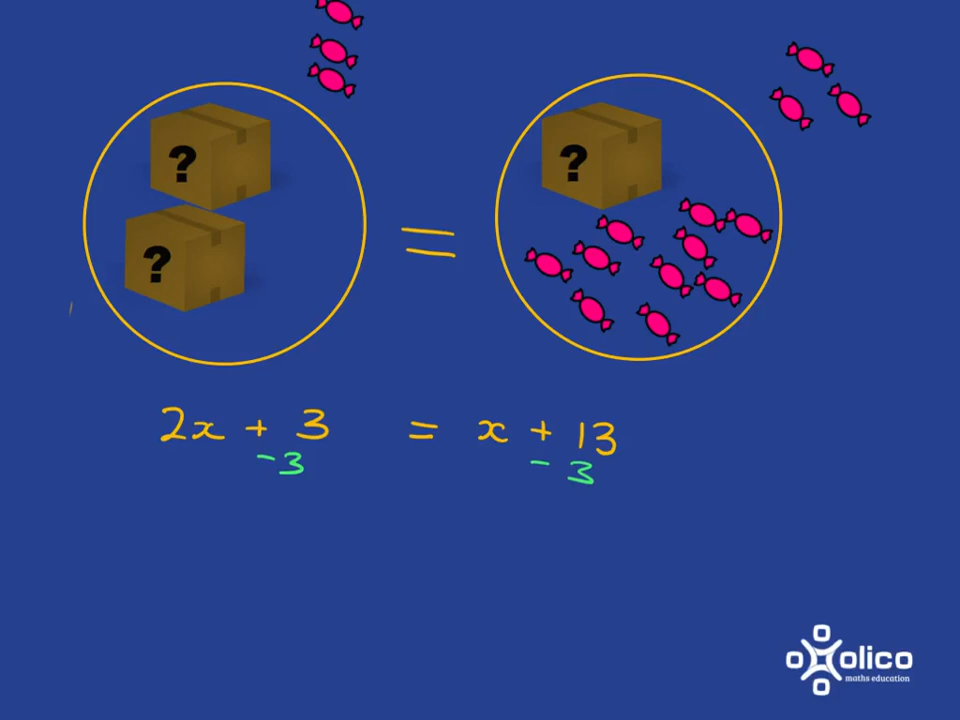 ?
?
=
?
2x + 3 = x + 13
-3 - 3
olico
maths education